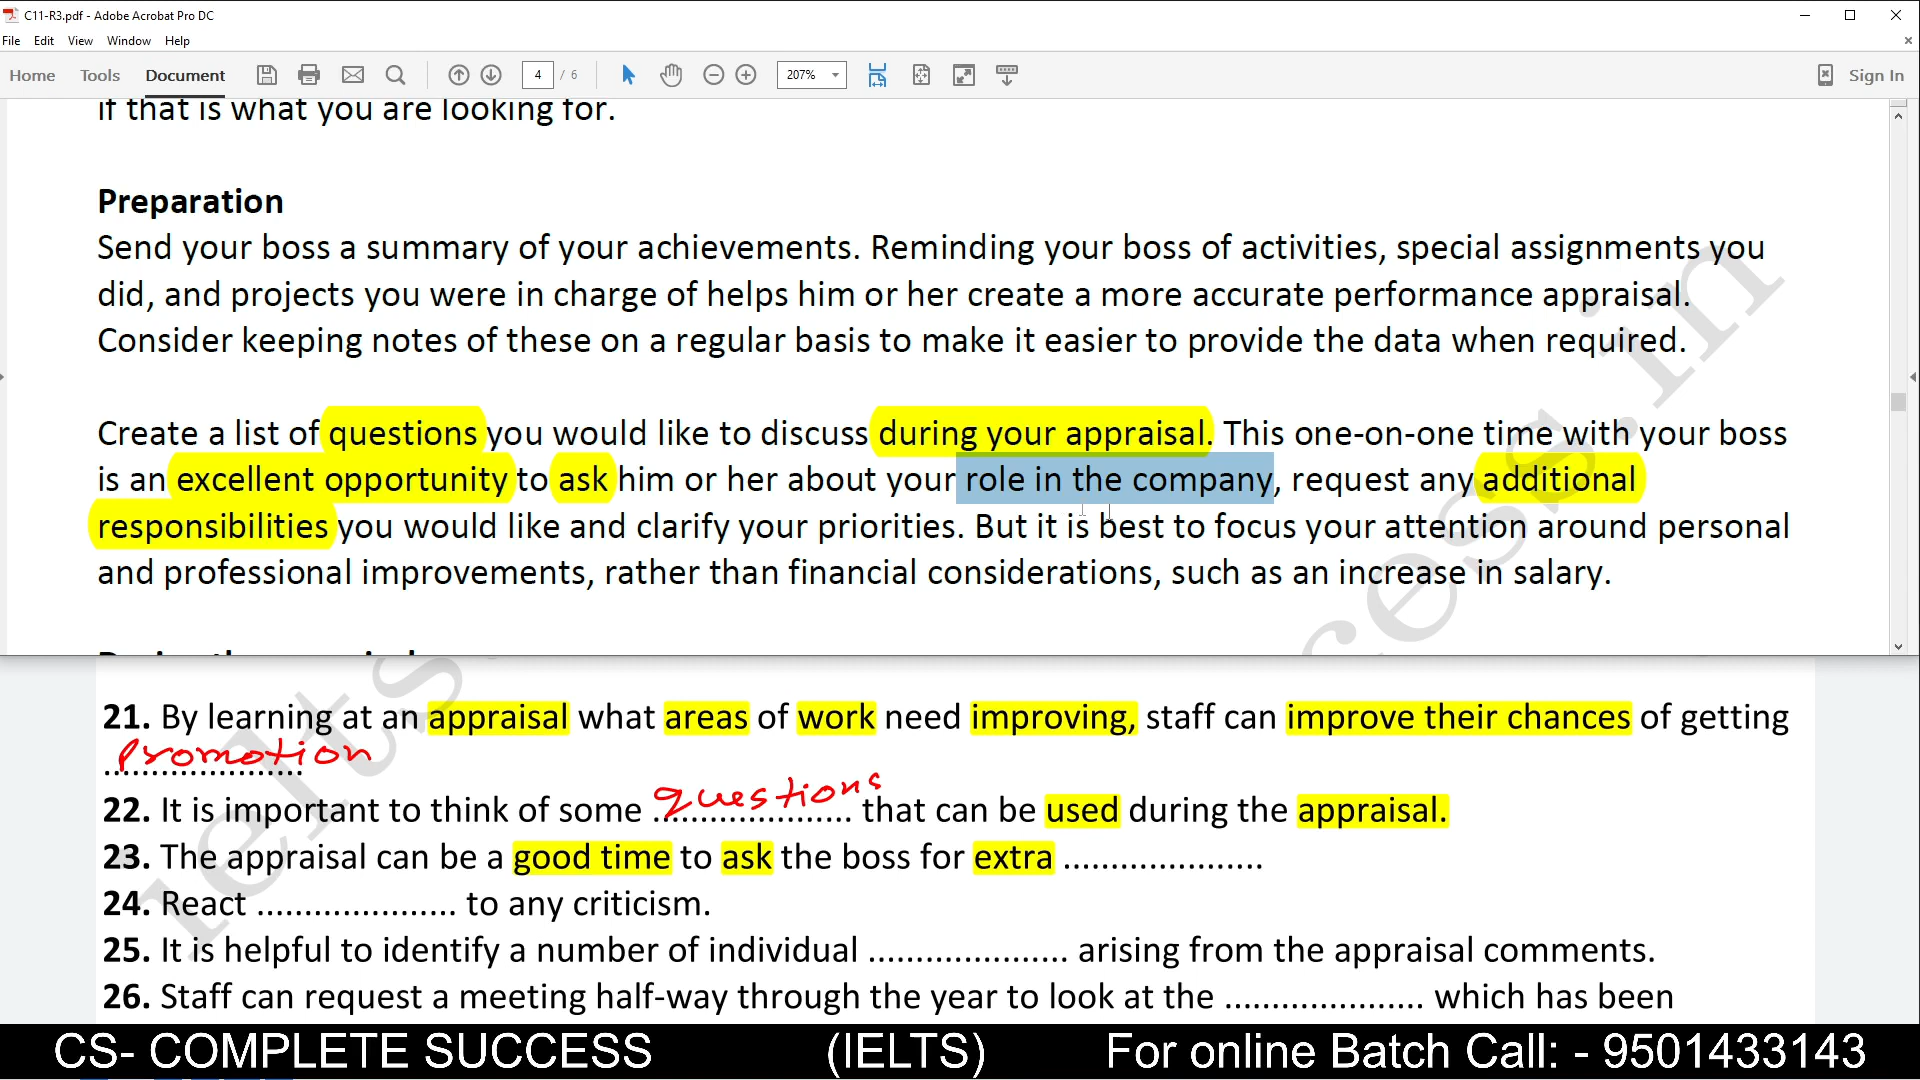 C11-R3.pdf - Adobe Acrobat Pro DC
File Edit View Window Help
Home Tools Document 4 / 6 207% Sign In
if that is what you are looking for.
Preparation
Send your boss a summary of your achievements. Reminding your boss of activities, special assignments you
did, and projects you were in charge of helps him or her create a more accurate performance appraisal.
Consider keeping notes of these on a regular basis to make it easier to provide the data when required.
Create a list of questions you would like to discuss during your appraisal. This one-on-one time with your boss
is an excellent opportunity to ask him or her about your role in the company, request any additional
responsibilities you would like and clarify your priorities. But it is best to focus your attention around personal
and professional improvements, rather than financial considerations, such as an increase in salary.
21. By learning at an appraisal what areas of work need improving, staff can improve their chances of getting
Promotion
.....................
22. It is important to think of some questions ..................... that can be used during the appraisal.
23. The appraisal can be a good time to ask the boss for extra .....................
24. React ..................... to any criticism.
25. It is helpful to identify a number of individual ..................... arising from the appraisal comments.
26. Staff can request a meeting half-way through the year to look at the ..................... which has been
CS- COMPLETE SUCCESS (IELTS) For online Batch Call: - 9501433143